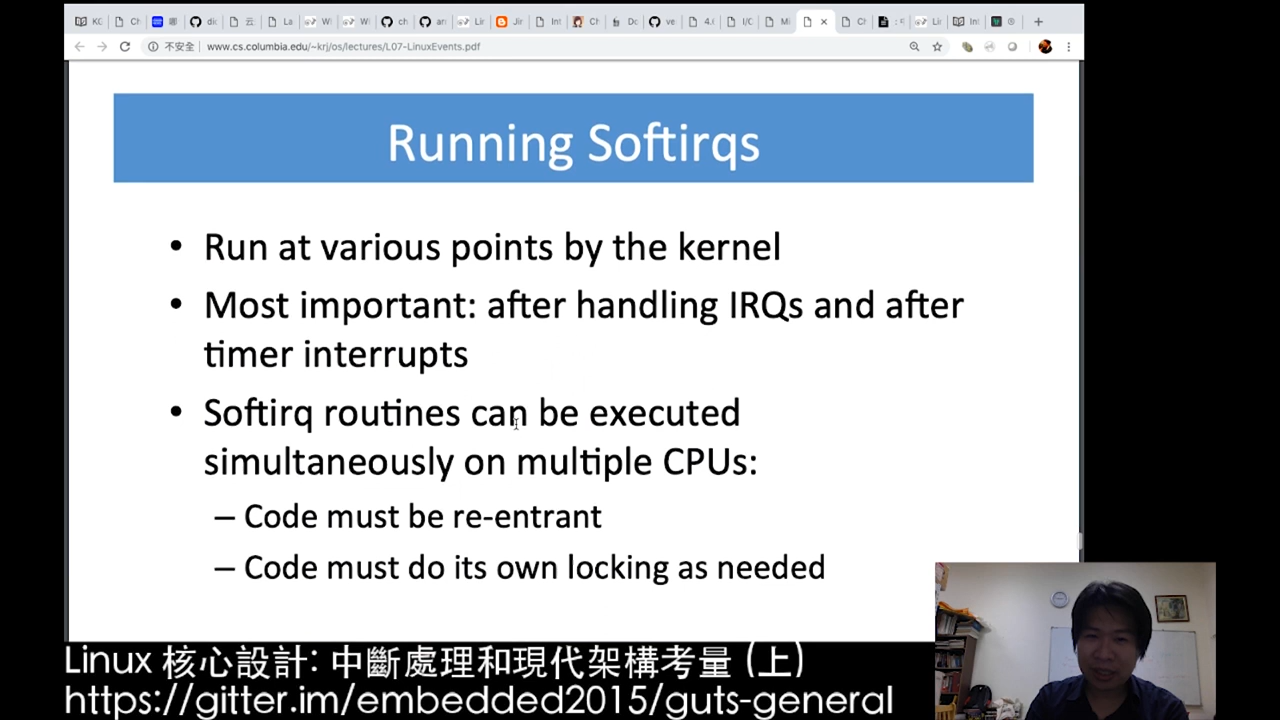 不安全 www.cs.columbia.edu/~krj/os/lectures/L07-LinuxEvents.pdf
Running Softirqs
• Run at various points by the kernel
• Most important: after handling IRQs and after
timer interrupts
• Softirq routines can be executed
simultaneously on multiple CPUs:
– Code must be re-entrant
– Code must do its own locking as needed
Linux 核心設計: 中斷處理和現代架構考量 (上)
https://gitter.im/embedded2015/guts-general